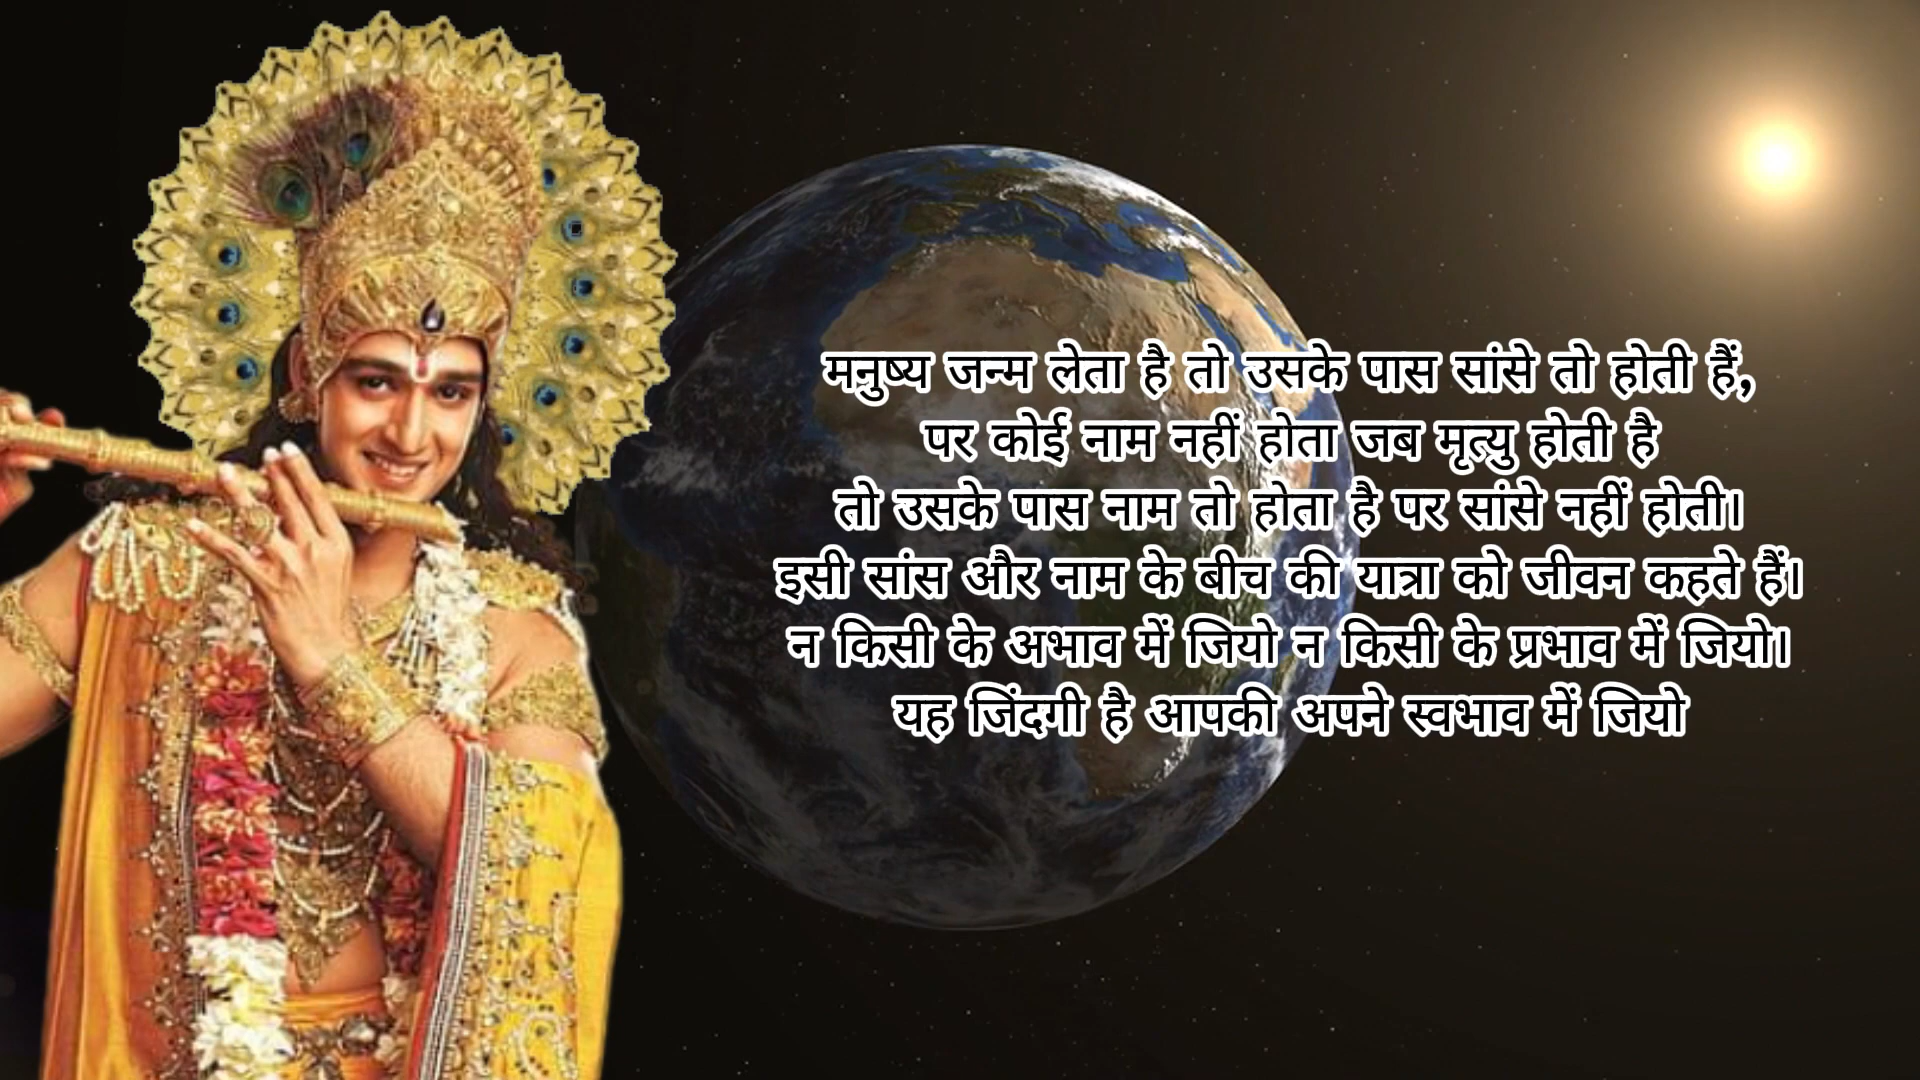 मनुष्य जन्म लेता है तो उसके पास सांसे तो होती हैं,
पर कोई नाम नहीं होता जब मृत्यु होती है
तो उसके पास नाम तो होता है पर सांसे नहीं होती।
इसी सांस और नाम के बीच की यात्रा को जीवन कहते हैं।
न किसी के अभाव में जियो न किसी के प्रभाव में जियो।
यह जिंदगी है आपकी अपने स्वभाव में जियो